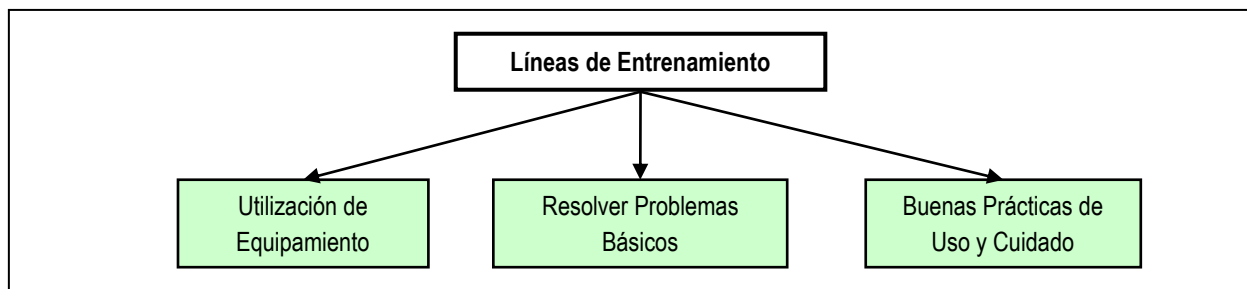 Líneas de Entrenamiento
Utilización de
Equipamiento
Resolver Problemas
Básicos
Buenas Prácticas de
Uso y Cuidado